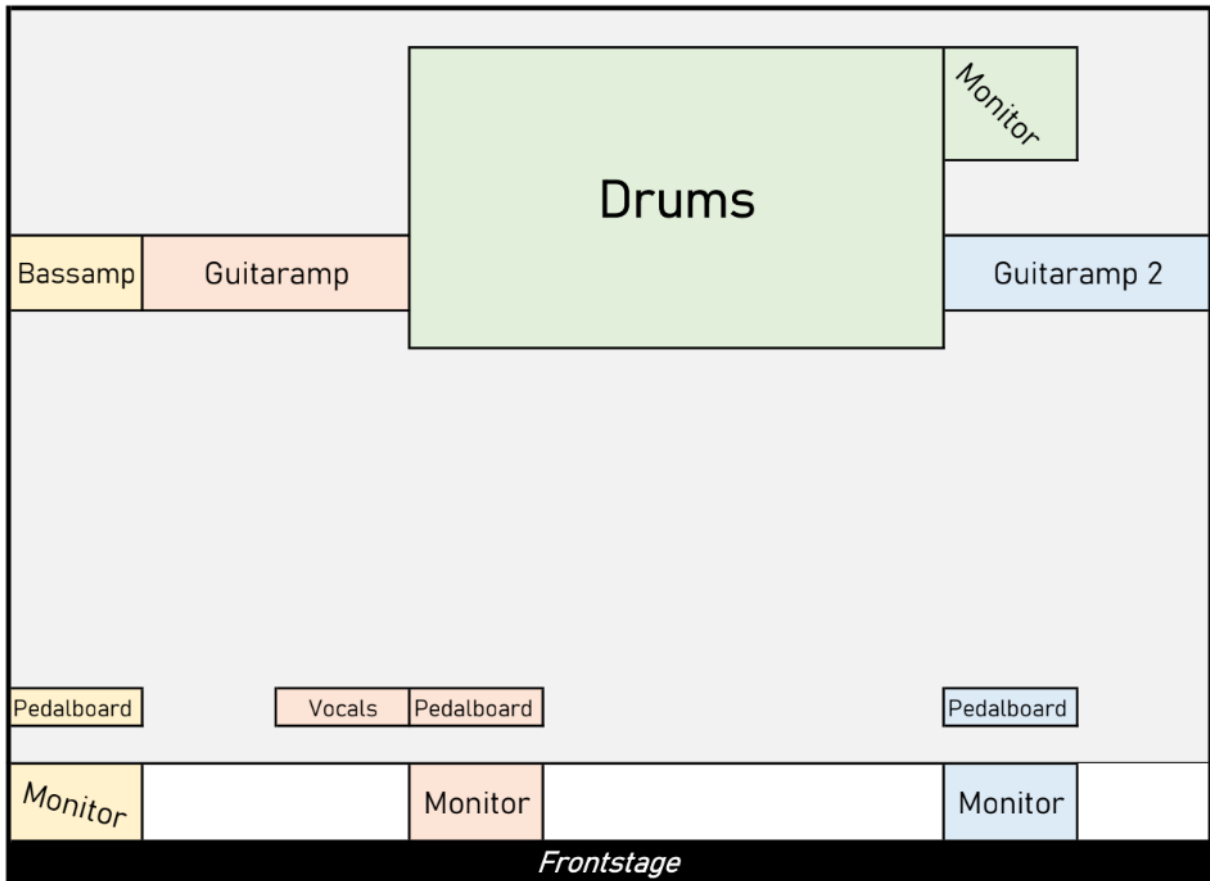 Monitor
Drums
Bassamp
Guitaramp
Guitaramp 2
Pedalboard
Vocals
Pedalboard
Pedalboard
Monitor
Monitor
Monitor
Frontstage